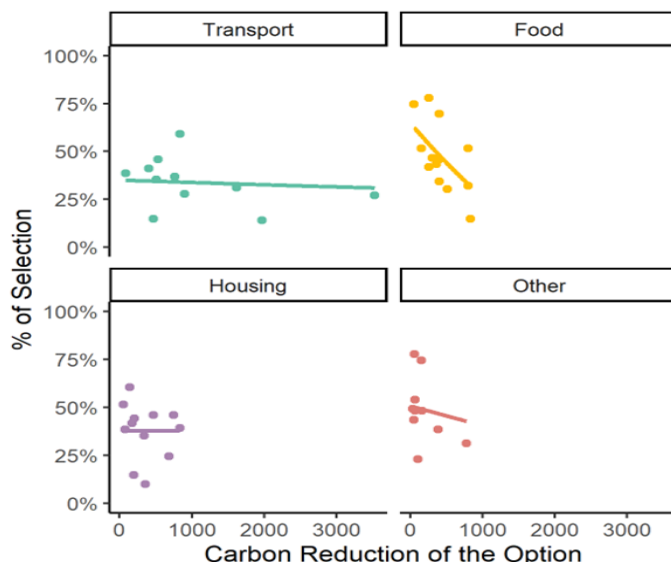 Transport
Food
100%
75%
50%
25%
0%
Housing
Other
100%
75%
50%
25%
0%
% of Selection
0 1000 2000 3000 0 1000 2000 3000
Carbon Reduction of the Option